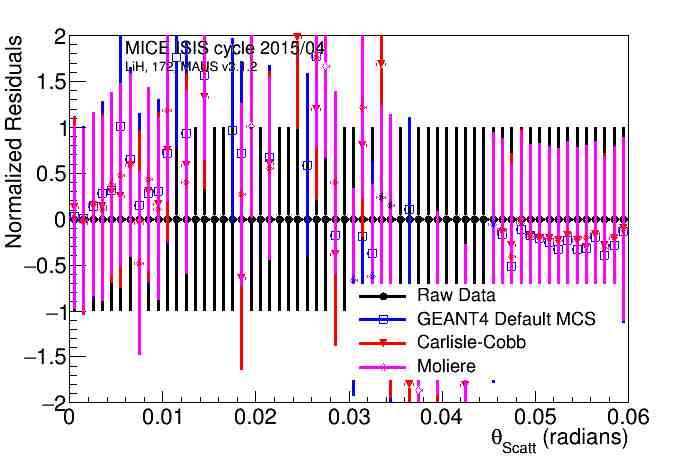 MICE ISIS cycle 2015/04
LiH, 172, MAUS v3.1.2
Normalized Residuals
2
1.5
1
0.5
0
−0.5
−1
−1.5
−2
Raw Data
GEANT4 Default MCS
Carlisle-Cobb
Moliere
0 0.01 0.02 0.03 0.04 0.05 0.06
θScatt (radians)